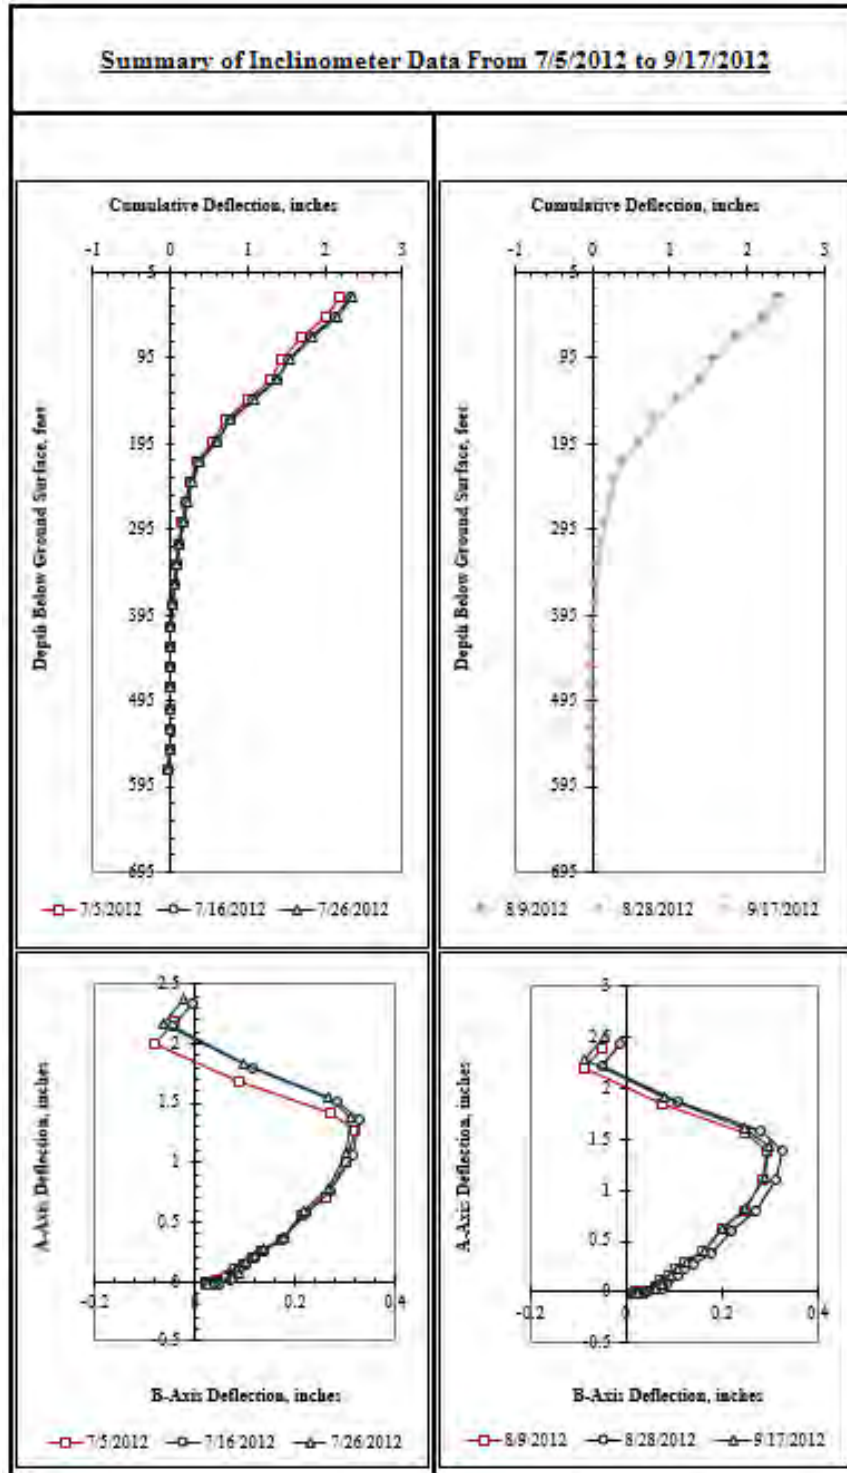 Summary of Inclinometer Data From 7/5/2012 to 9/17/2012
Cumulative Deflection, inches
-1 0 1 2 3
5
95
195
295
395
495
595
695
Depth Below Ground Surface, feet
7/5/2012 7/16/2012 7/26/2012
Cumulative Deflection, inches
-1 0 1 2 3
5
95
195
295
395
495
595
695
Depth Below Ground Surface, feet
8/9/2012 8/28/2012 9/17/2012
2.5
2
1.5
1
0.5
0
-0.5
-0.2 0 0.2 0.4
A-Axis Deflection, inches
B-Axis Deflection, inches
7/5/2012 7/16/2012 7/26/2012
3
2.5
2
1.5
1
0.5
0
-0.5
-0.2 0 0.2 0.4
A-Axis Deflection, inches
B-Axis Deflection, inches
8/9/2012 8/28/2012 9/17/2012